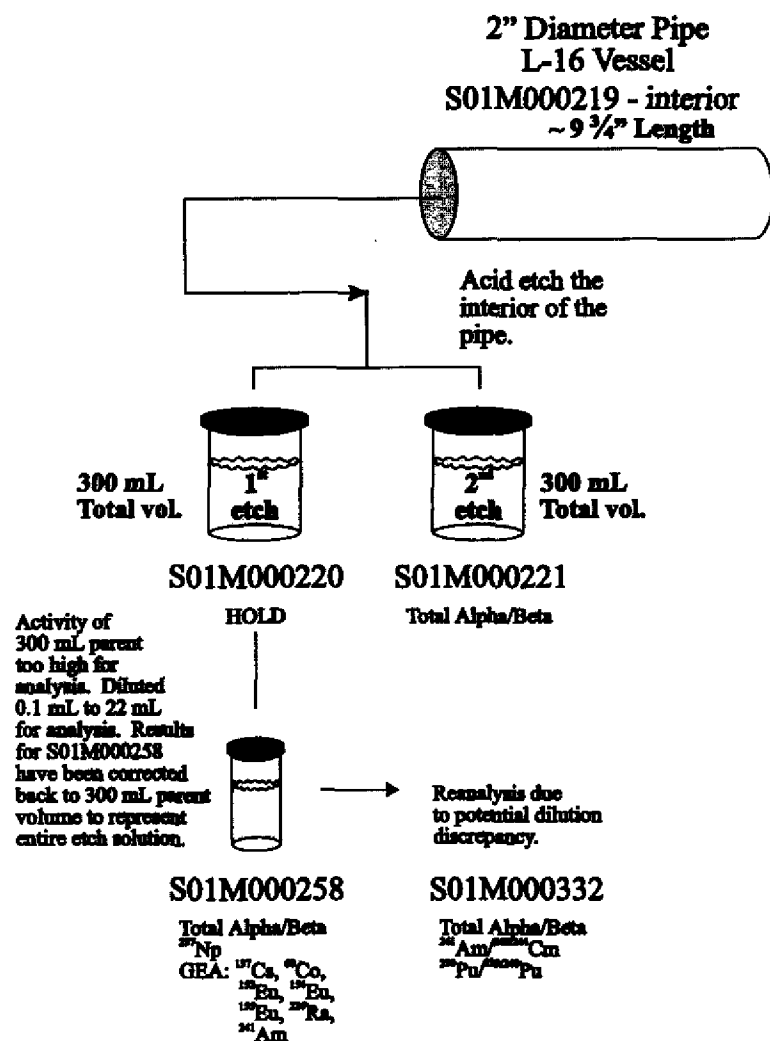 2” Diameter Pipe
L-16 Vessel
S01M000219 - interior
~ 9 ¾” Length
Acid etch the
interior of the
pipe.
300 mL
Total vol.
1st
etch
2nd
etch
300 mL
Total vol.
S01M000220
HOLD
S01M000221
Total Alpha/Beta
Activity of
300 mL parent
too high for
analysis. Diluted
0.1 mL to 22 mL
for analysis. Results
for S01M000258
have been corrected
back to 300 mL parent
volume to represent
entire etch solution.
Reanalysis due
to potential dilution
discrepancy.
S01M000258
Total Alpha/Beta
²³⁷Np
GEA: ¹³⁷Cs, ⁶⁰Co,
¹⁵²Eu, ¹⁵⁴Eu,
¹⁵⁵Eu, Ra,
²⁴¹Am
S01M000332
Total Alpha/Beta
²⁴¹Am/ Cm
²³⁸Pu/²³⁹/²⁴⁰Pu